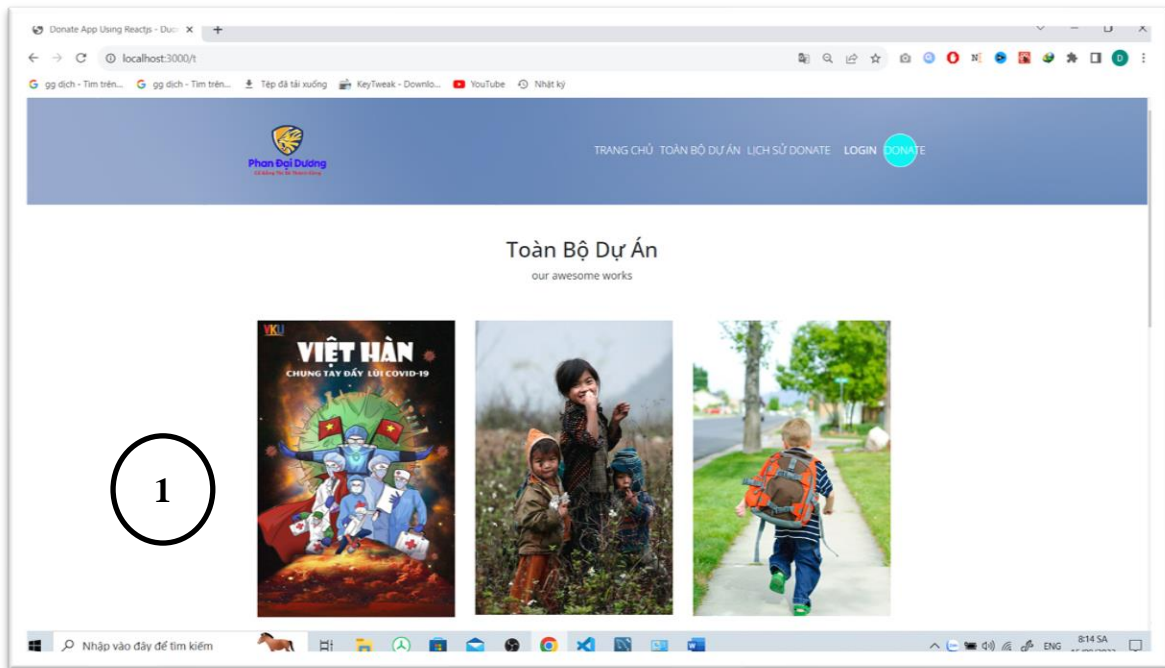 Donate App Using Reactjs - Duo
localhost:3000/t
gg dịch - Tìm trên... gg dịch - Tìm trên... Tệp đã tải xuống KeyTweak - Downlo... YouTube Nhật ký
Phan Đại Dương
TRANG CHỦ TOÀN BỘ DỰ ÁN LỊCH SỬ DONATE LOGIN DONATE
Toàn Bộ Dự Án
our awesome works
VKU
VIỆT HÀN
CHUNG TAY ĐẨY LÙI COVID-19
1
Nhập vào đây để tìm kiếm
ENG
8:14 SA